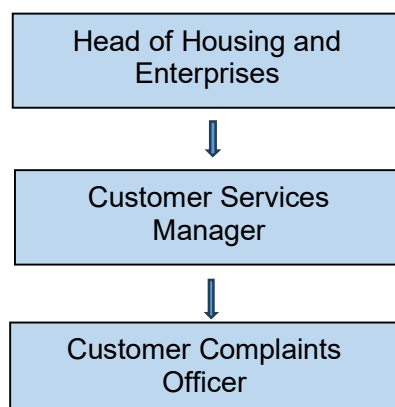 Head of Housing and
Enterprises
Customer Services
Manager
Customer Complaints
Officer